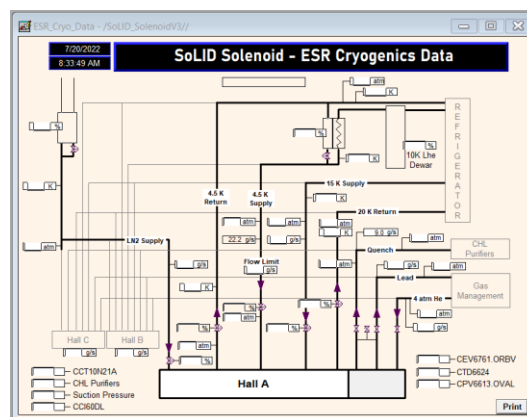 ESR_Cryo_Data - /SoLID_SolenoidV3//
7/20/2022
8:33:49 AM
SoLID Solenoid - ESR Cryogenics Data
atm
K
%
%
K
%
10K Lhe
Dewar
REFRIGERATOR
K
atm
4.5 K
Return
4.5 K
Supply
15 K Supply
K
20 K Return
LN2 Supply
atm
22.2 g/s
atm
g/s
atm
K
9.0 g/s
Quench
atm
CHL
Purifiers
g/s
Flow Limit
g/s
g/s
Lead
atm
K
4 atm He
Gas
Management
%
atm
%
atm
%
atm
g/s
Hall C
Hall B
g/s
g/s
%
%
CCT10N21A
CHL Purifiers
Suction Pressure
CCI60DL
Hall A
CEV6761.ORBV
CTD6624
CPV6613.OVAL
Print